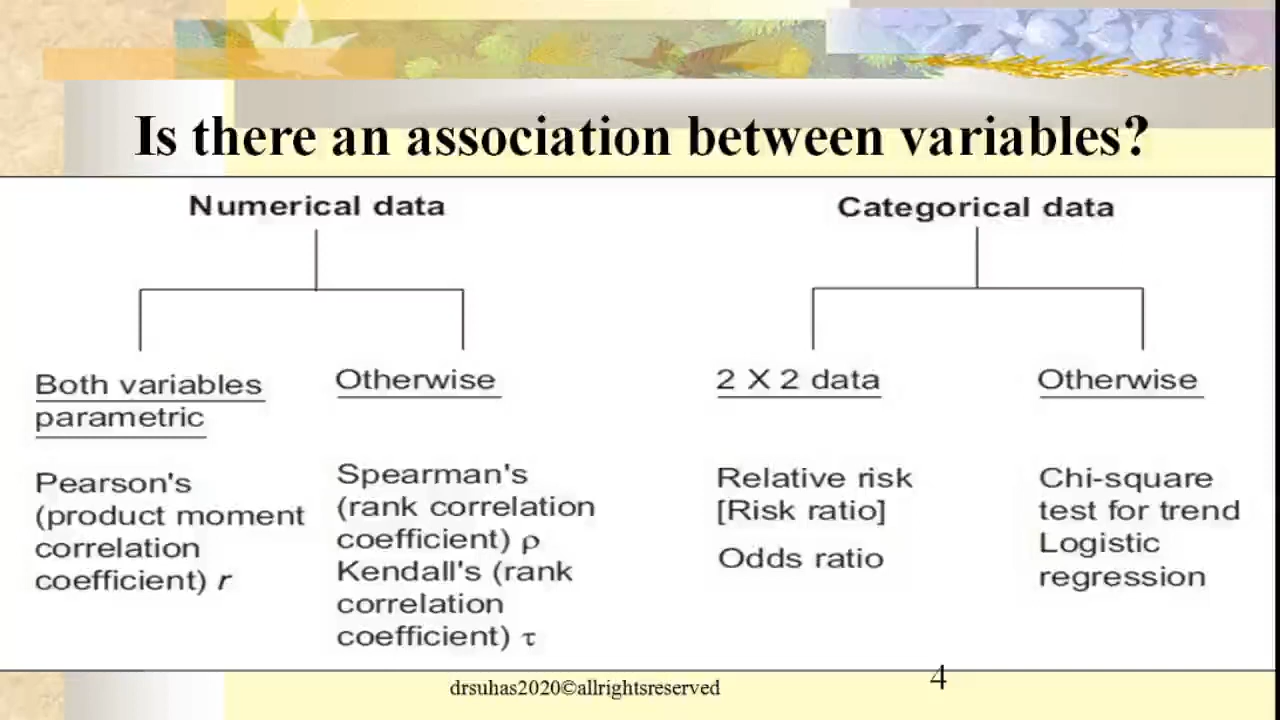 Is there an association between variables?
Numerical data
Both variables
parametric
Pearson's
(product moment
correlation
coefficient) r
Otherwise
Spearman's
(rank correlation
coefficient) ρ
Kendall's (rank
correlation
coefficient) τ
Categorical data
2 X 2 data
Relative risk
[Risk ratio]
Odds ratio
Otherwise
Chi-square
test for trend
Logistic
regression
drsuhas2020©allrightsreserved
4